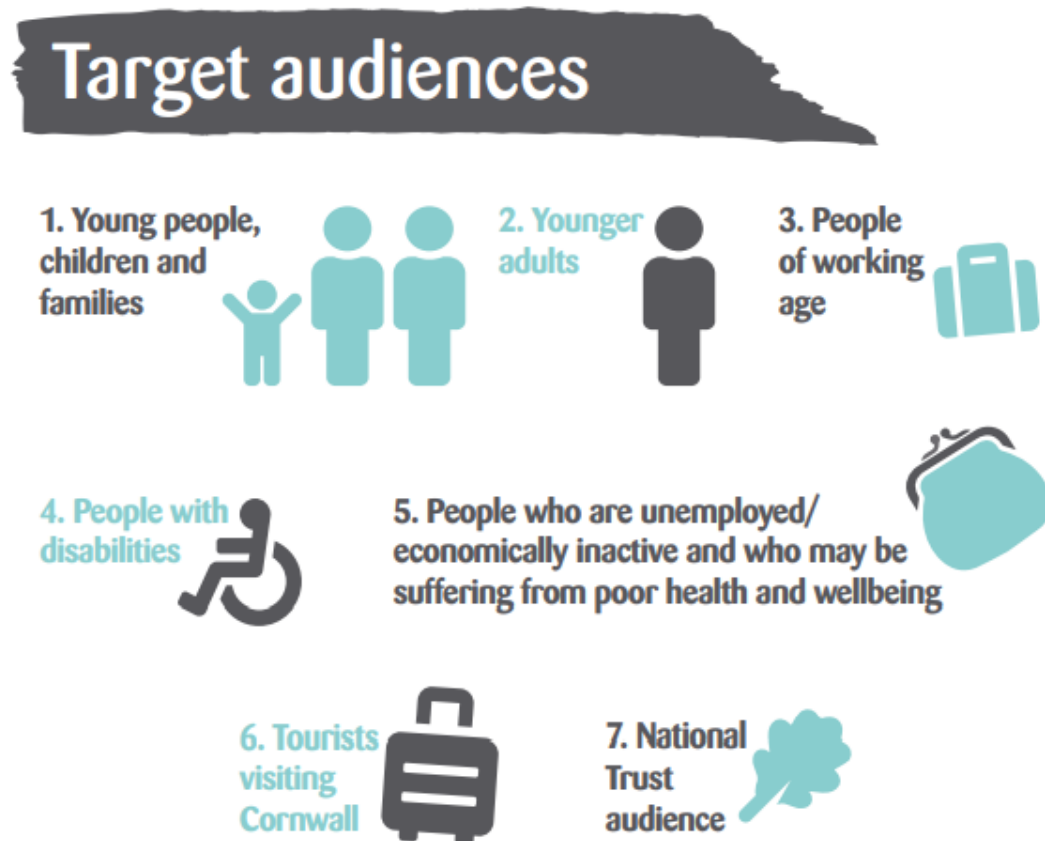 Target audiences
1. Young people,
children and
families
2. Younger
adults
3. People
of working
age
4. People with
disabilities
5. People who are unemployed/
economically inactive and who may be
suffering from poor health and wellbeing
6. Tourists
visiting
Cornwall
7. National
Trust
audience